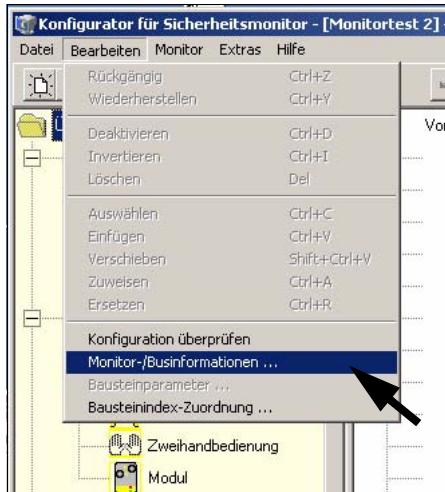 Konfigurator für Sicherheitsmonitor - [Monitortest 2]
Datei Bearbeiten Monitor Extras Hilfe
Rückgängig Ctrl+Z
Wiederherstellen Ctrl+Y
Deaktivieren Ctrl+D
Invertieren Ctrl+I
Löschen Del
Auswählen Ctrl+C
Einfügen Ctrl+V
Verschieben Shift+Ctrl+V
Zuweisen Ctrl+A
Ersetzen Ctrl+R
Konfiguration überprüfen
Monitor-/Businformationen ...
Bausteinparameter ...
Bausteinindex-Zuordnung ...
Zweihandbedienung
Modul